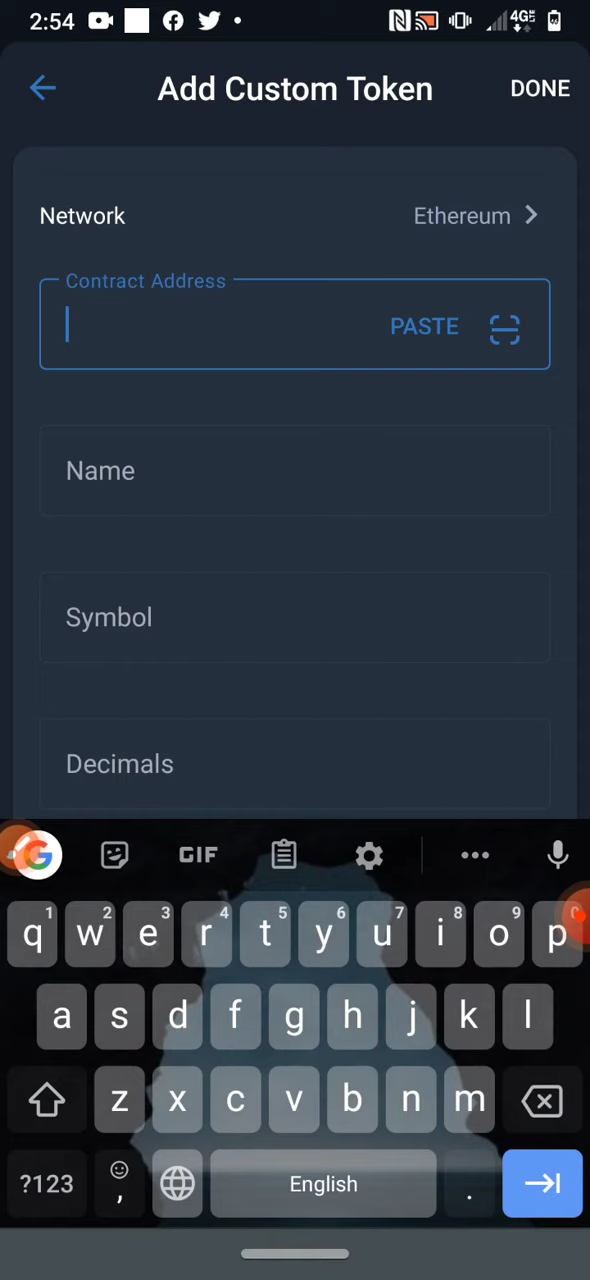 2:54 4G
Add Custom Token DONE
Network Ethereum
Contract Address
PASTE
Name
Symbol
Decimals
G GIF
q1 w2 e3 r4 t5 y6 u7 i8 o9 p0
a s d f g h j k l
z x c v b n m
?123 , English .